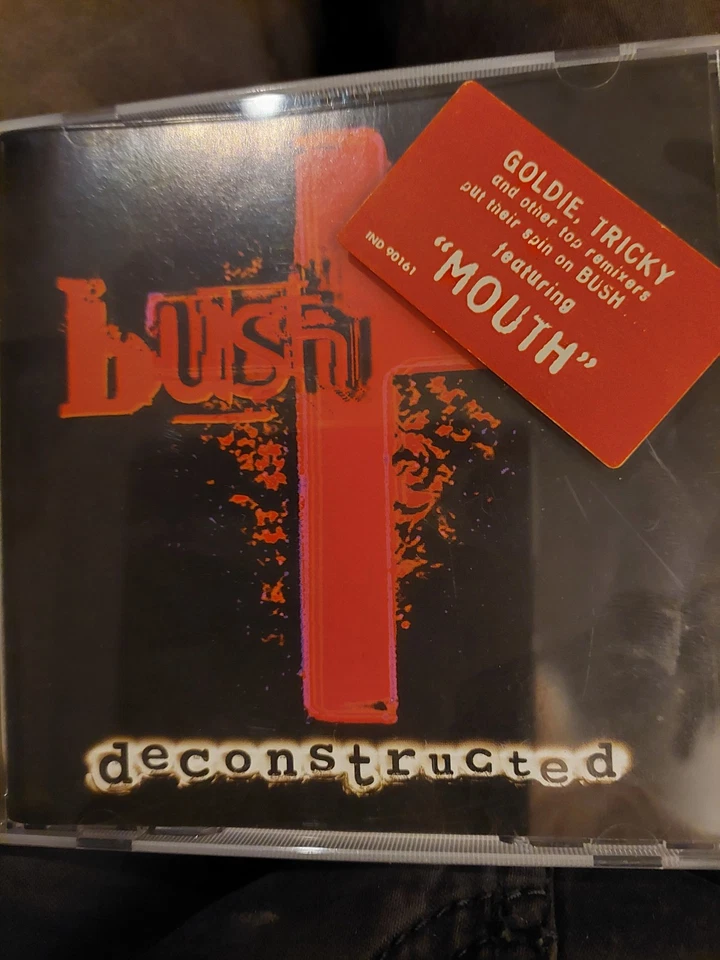 bush
GOLDIE, TRICKY
and other top remixers
put their spin on BUSH
featuring
"MOUTH"
IND 90161
deconstructed